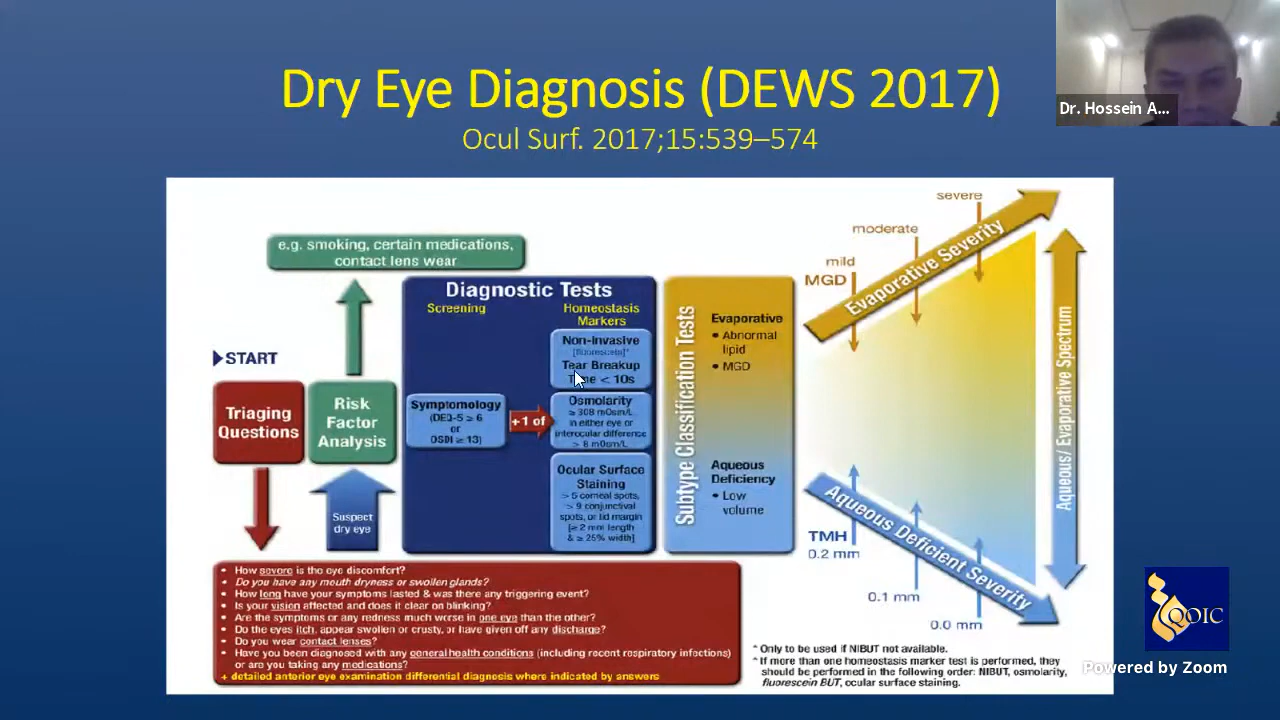 Dry Eye Diagnosis (DEWS 2017)
Ocul Surf. 2017;15:539–574
Dr. Hossein A...
e.g. smoking, certain medications,
contact lens wear
START
Triaging
Questions
Risk
Factor
Analysis
Suspect
dry eye
Diagnostic Tests
Screening
Homeostasis
Markers
Symptomology
(DEQ-5 ≥ 6
or
OSDI ≥ 13)
+1 of
Non-Invasive
[fluorescein]*
Tear Breakup
Time < 10s
Osmolarity
≥ 308 mOsm/L
in either eye or
interocular difference
> 8 mOsm/L
Ocular Surface
Staining
> 5 corneal spots,
> 9 conjunctival
spots, or lid margin
[≥ 2 mm length
& ≥ 25% width]
Subtype Classification Tests
Evaporative
• Abnormal
lipid
• MGD
Aqueous
Deficiency
• Low
volume
severe
moderate
mild
MGD
Evaporative Severity
Aqueous/ Evaporative Spectrum
Aqueous Deficient Severity
TMH
0.2 mm
0.1 mm
0.0 mm
• How severe is the eye discomfort?
• Do you have any mouth dryness or swollen glands?
• How long have your symptoms lasted & was there any triggering event?
• Is your vision affected and does it clear on blinking?
• Are the symptoms or any redness much worse in one eye than the other?
• Do the eyes itch, appear swollen or crusty, or have given off any discharge?
• Do you wear contact lenses?
• Have you been diagnosed with any general health conditions (including recent respiratory infections)
or are you taking any medications?
+ detailed anterior eye examination differential diagnosis where indicated by answers
* Only to be used if NIBUT not available.
* If more than one homeostasis marker test is performed, they
should be performed in the following order: NIBUT, osmolarity,
fluorescein BUT, ocular surface staining.
QOIC
Powered by Zoom